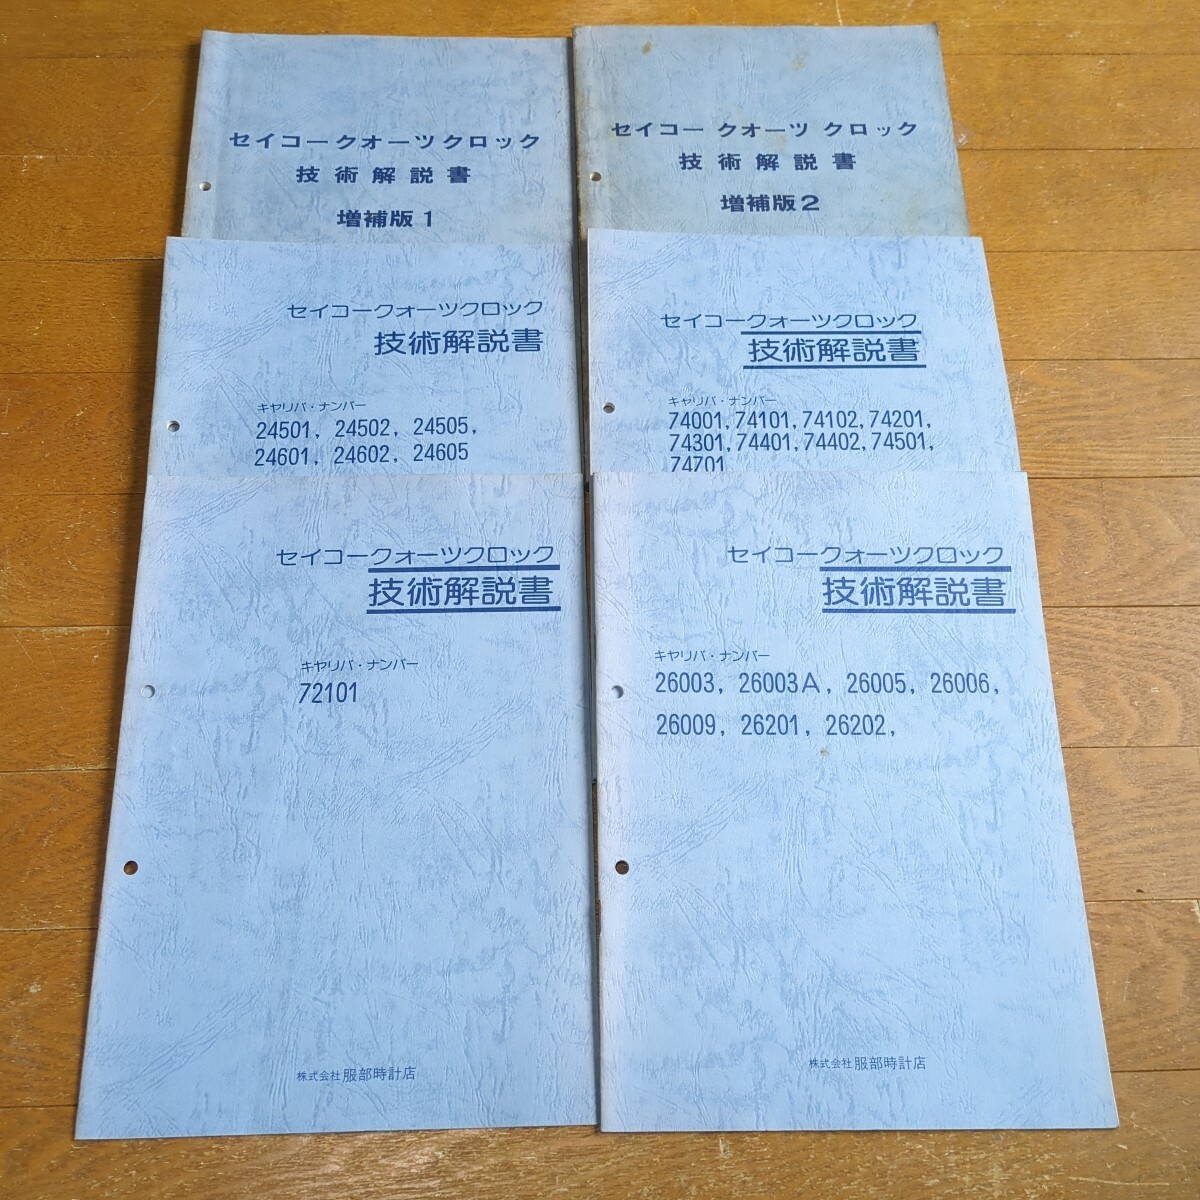 セイコークオーツクロック
技術解説書
増補版1
セイコー クオーツ クロック
技術解説書
増補版2
セイコークォーツクロック
技術解説書
キャリバ・ナンバー
24501, 24502, 24505,
24601, 24602, 24605
セイコークォーツクロック
技術解説書
キャリバ・ナンバー
74001, 74101, 74102, 74201,
74301, 74401, 74402, 74501,
74701
セイコークォーツクロック
技術解説書
キャリバ・ナンバー
72101
株式会社 服部時計店
セイコークォーツクロック
技術解説書
キャリバ・ナンバー
26003, 26003A, 26005, 26006,
26009, 26201, 26202,
株式会社 服部時計店